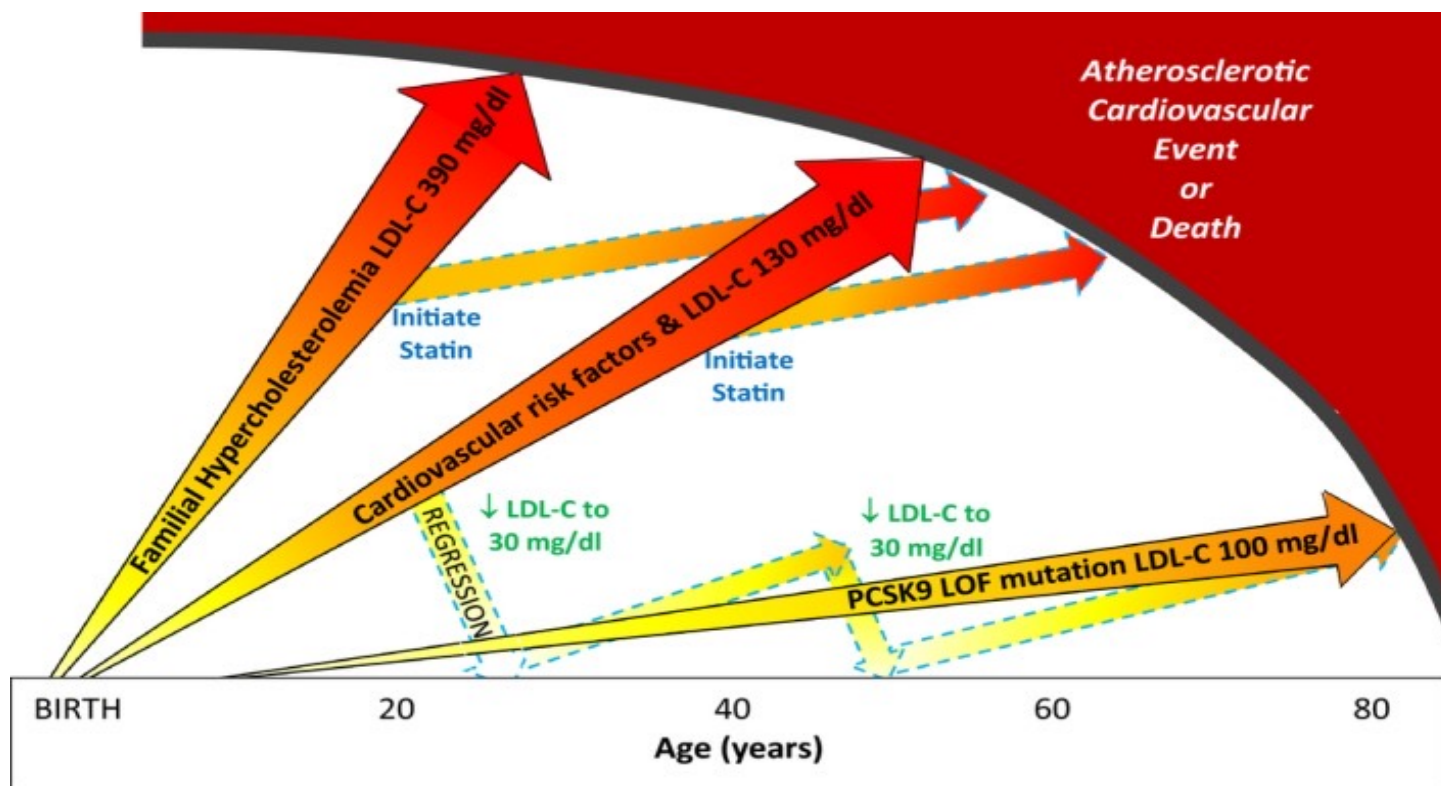 Atherosclerotic
Cardiovascular
Event
or
Death
Familial Hypercholesterolemia LDL-C 390 mg/dl
Cardiovascular risk factors & LDL-C 130 mg/dl
Initiate
Statin
Initiate
Statin
REGRESSION
↓ LDL-C to
30 mg/dl
↓ LDL-C to
30 mg/dl
PCSK9 LOF mutation LDL-C 100 mg/dl
BIRTH 20 40 60 80
Age (years)